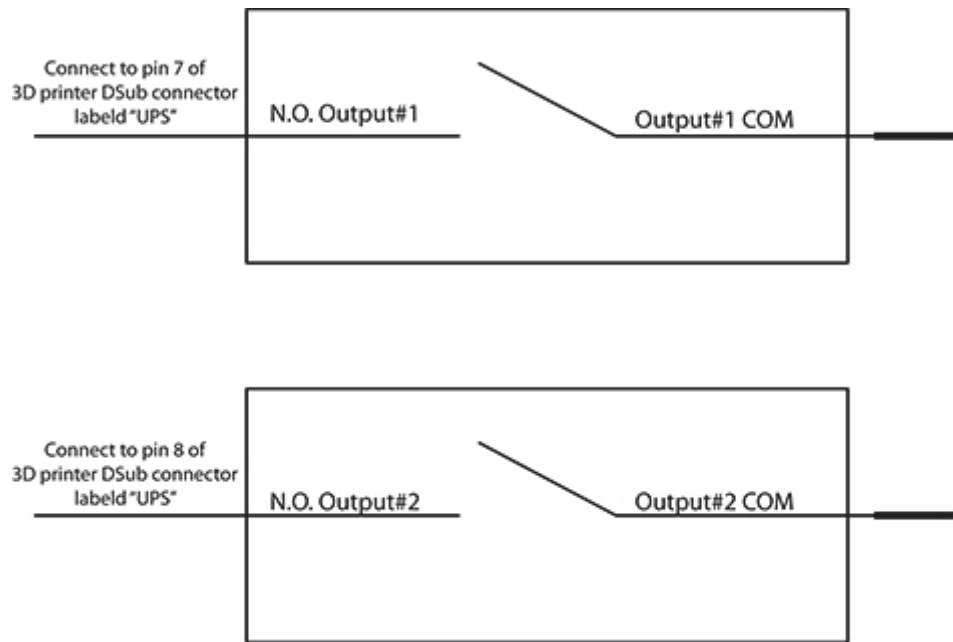 Connect to pin 7 of
3D printer DSub connector
labeld "UPS"
N.O. Output#1
Output#1 COM
Connect to pin 8 of
3D printer DSub connector
labeld "UPS"
N.O. Output#2
Output#2 COM